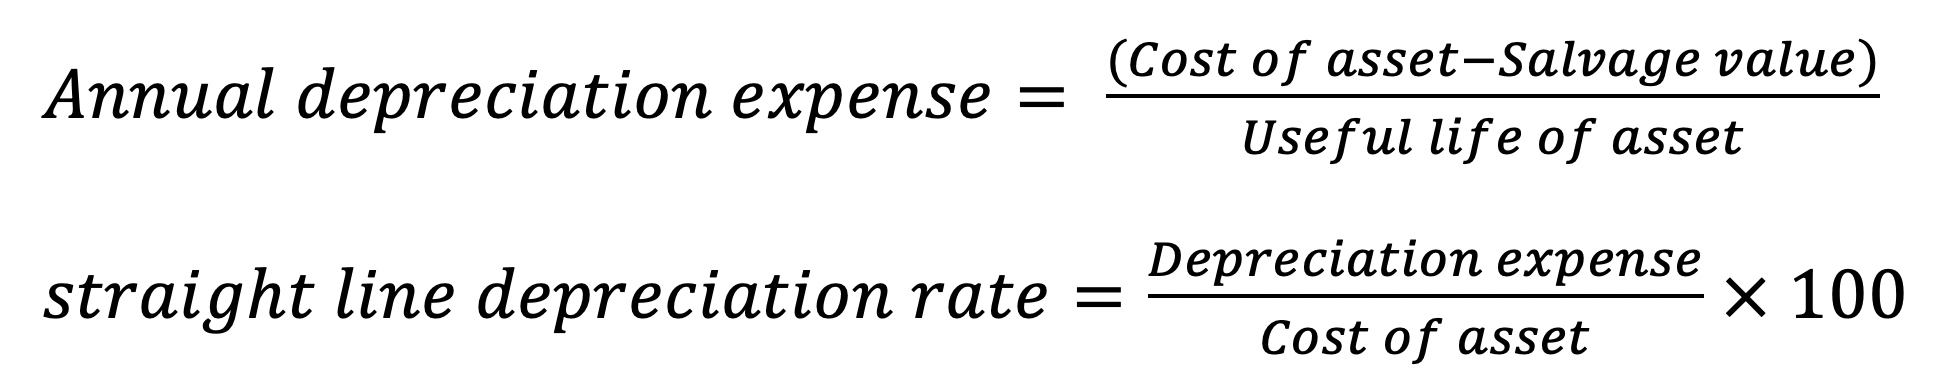 Annual depreciation expense = (Cost of asset−Salvage value) / Useful life of asset
straight line depreciation rate = Depreciation expense / Cost of asset × 100